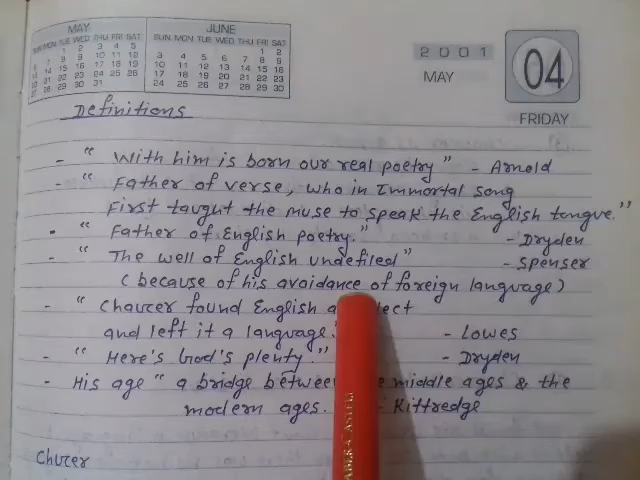 MAY
SUN MON TUE WED THU FRI SAT
1 2 3 4 5
6 7 8 9 10 11 12
13 14 15 16 17 18 19
20 21 22 23 24 25 26
27 28 29 30 31
JUNE
SUN MON TUE WED THU FRI SAT
1 2
3 4 5 6 7 8 9
10 11 12 13 14 15 16
17 18 19 20 21 22 23
24 25 26 27 28 29 30
2001
MAY
04
FRIDAY
Definitions
- " With him is born our real poetry " - Arnold
- " Father of verse, who in Immortal song
First taugut the muse to speak the English tongue."
- " Father of English poetry." - Dryden
- " The well of English undefiled" - Spenser
( because of his avoidance of foreign language)
- " Chaucer found English a lect
and left it a language." - Lowes
- " Here's God's plenty!" - Dryden
- His age " a bridge betwee e middle ages & the
modern ages. - Kittredge
Chucer